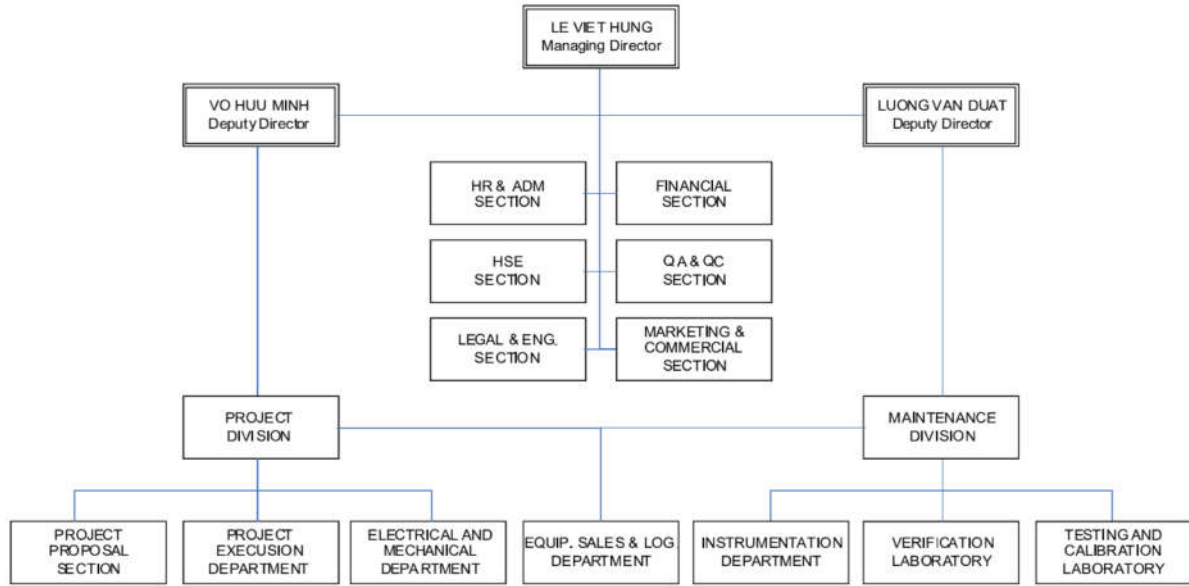 LE VIET HUNG
Managing Director
VO HUU MINH
Deputy Director
LUONG VAN DUAT
Deputy Director
HR & ADM
SECTION
FINANCIAL
SECTION
HSE
SECTION
QA & QC
SECTION
LEGAL & ENG.
SECTION
MARKETING &
COMMERCIAL
SECTION
PROJECT
DIVISION
MAINTENANCE
DIVISION
PROJECT
PROPOSAL
SECTION
PROJECT
EXECUSION
DEPARTMENT
ELECTRICAL AND
MECHANICAL
DEPARTMENT
EQUIP. SALES & LOG.
DEPARTMENT
INSTRUMENTATION
DEPARTMENT
VERIFICATION
LABORATORY
TESTING AND
CALIBRATION
LABORATORY